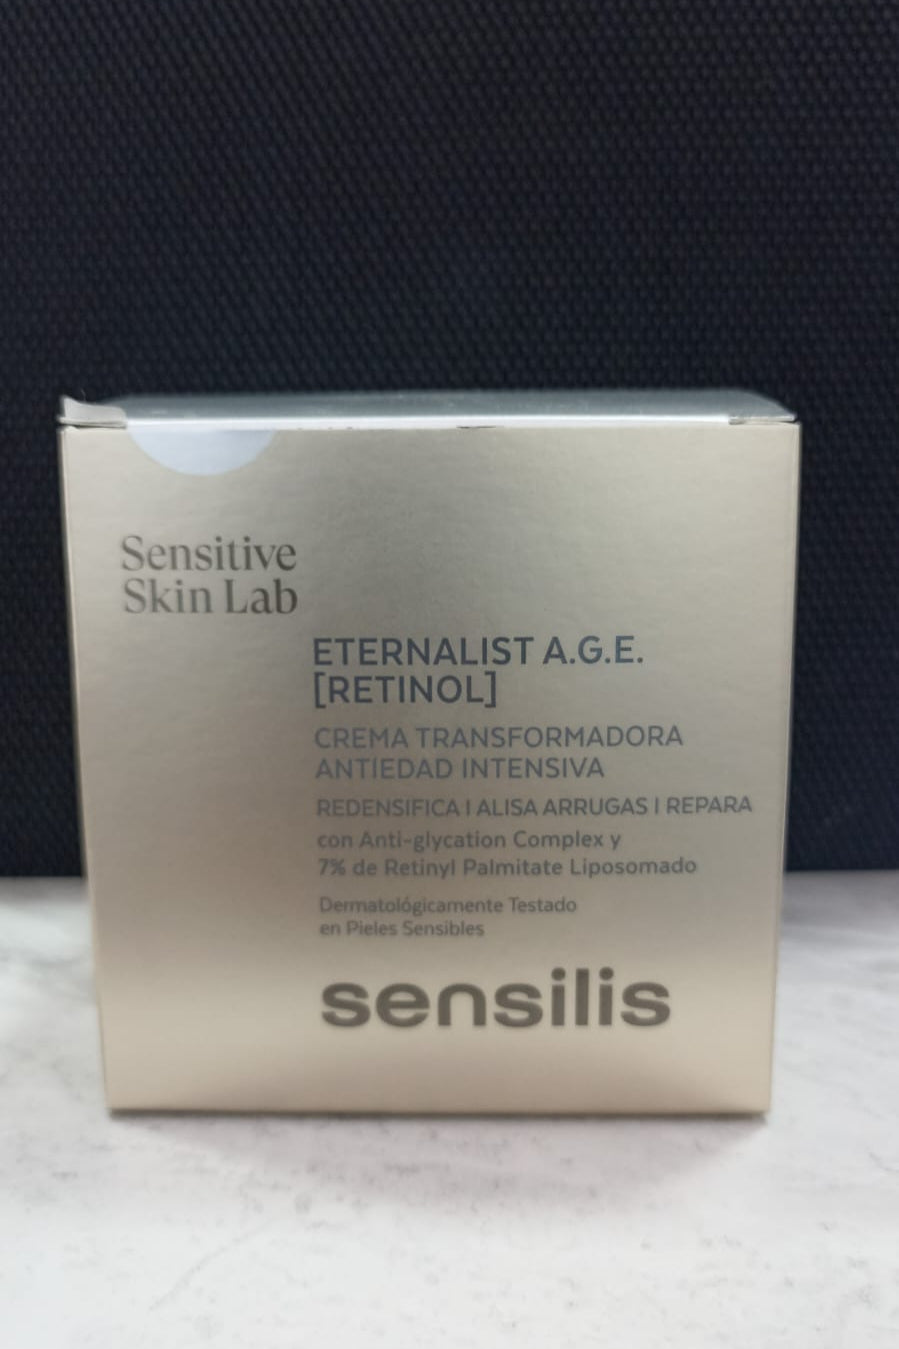 Sensitive
Skin Lab
ETERNALIST A.G.E.
[RETINOL]
CREMA TRANSFORMADORA
ANTIEDAD INTENSIVA
REDENSIFICA I ALISA ARRUGAS I REPARA
con Anti-glycation Complex y
7% de Retinyl Palmitate Liposomado
Dermatológicamente Testado
en Pieles Sensibles
sensilis